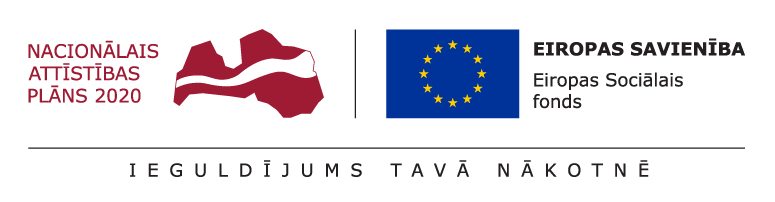 NACIONĀLAIS
ATTĪSTĪBAS
PLĀNS 2020
EIROPAS SAVIENĪBA
Eiropas Sociālais
fonds
IEGULDĪJUMS TAVĀ NĀKOTNĒ